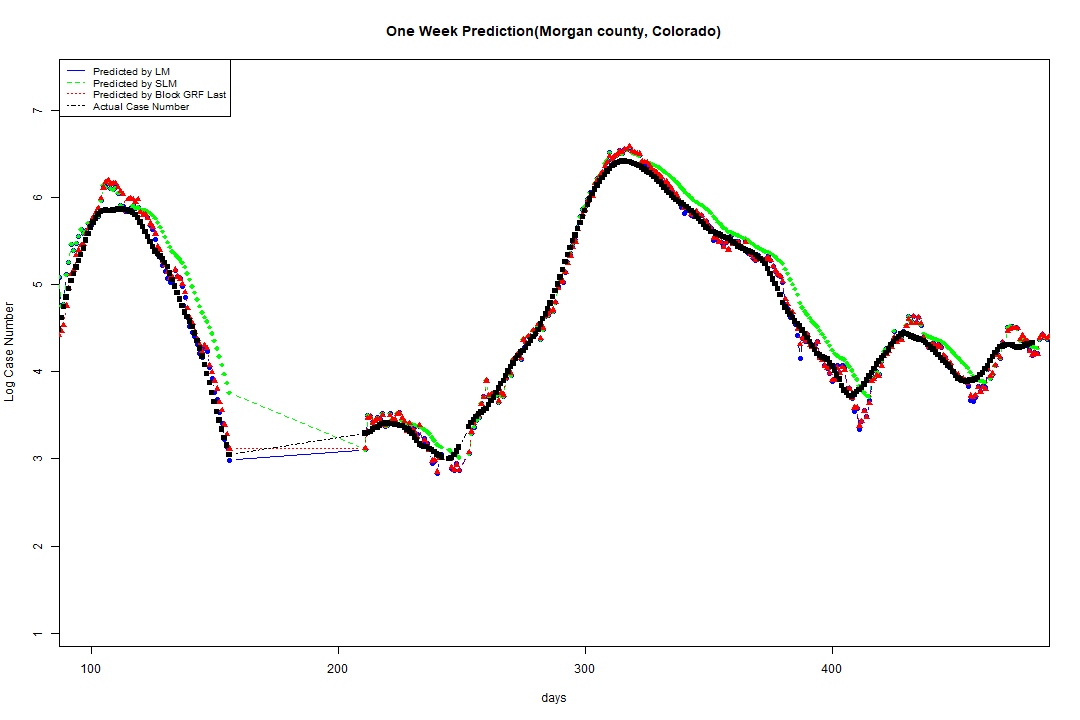 One Week Prediction(Morgan county, Colorado)
Predicted by LM
Predicted by SLM
Predicted by Block GRF Last
Actual Case Number
Log Case Number
7
6
5
4
3
2
1
100
200
300
400
days